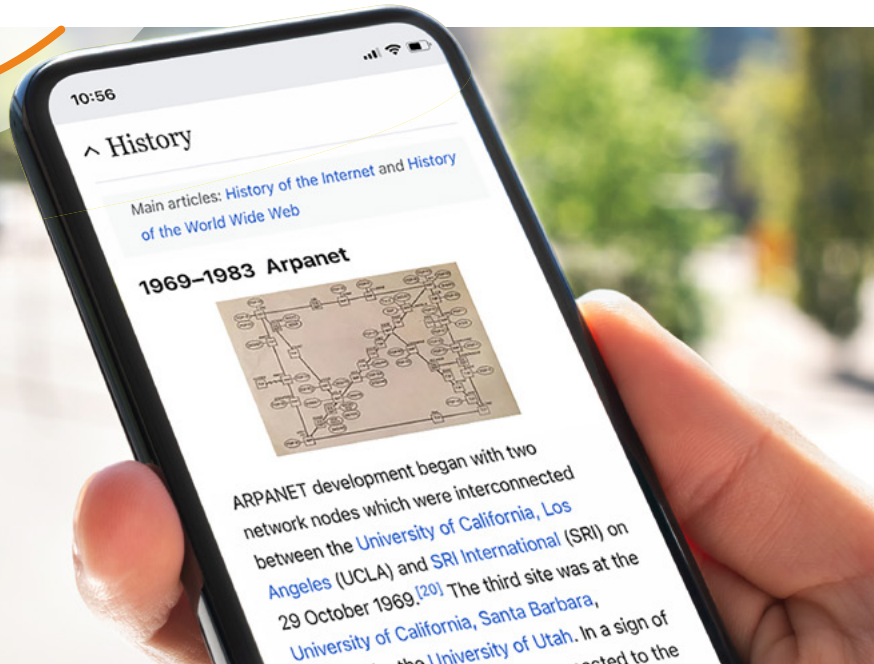 10:56
History
Main articles: History of the Internet and History
of the World Wide Web
1969–1983 Arpanet
ARPANET development began with two
network nodes which were interconnected
between the University of California, Los
Angeles (UCLA) and SRI International (SRI) on
29 October 1969.[20] The third site was at the
University of California, Santa Barbara,
the University of Utah. In a sign of
to the